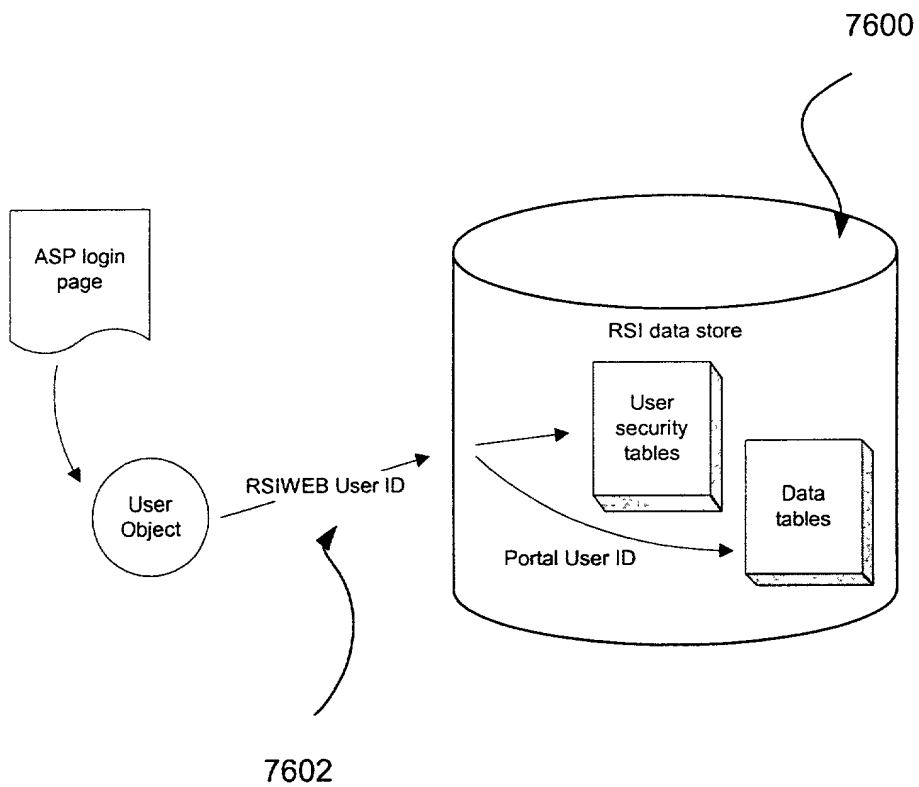 7600
ASP login
page
RSI data store
User
security
tables
RSIWEB User ID
User
Object
Data
tables
Portal User ID
7602